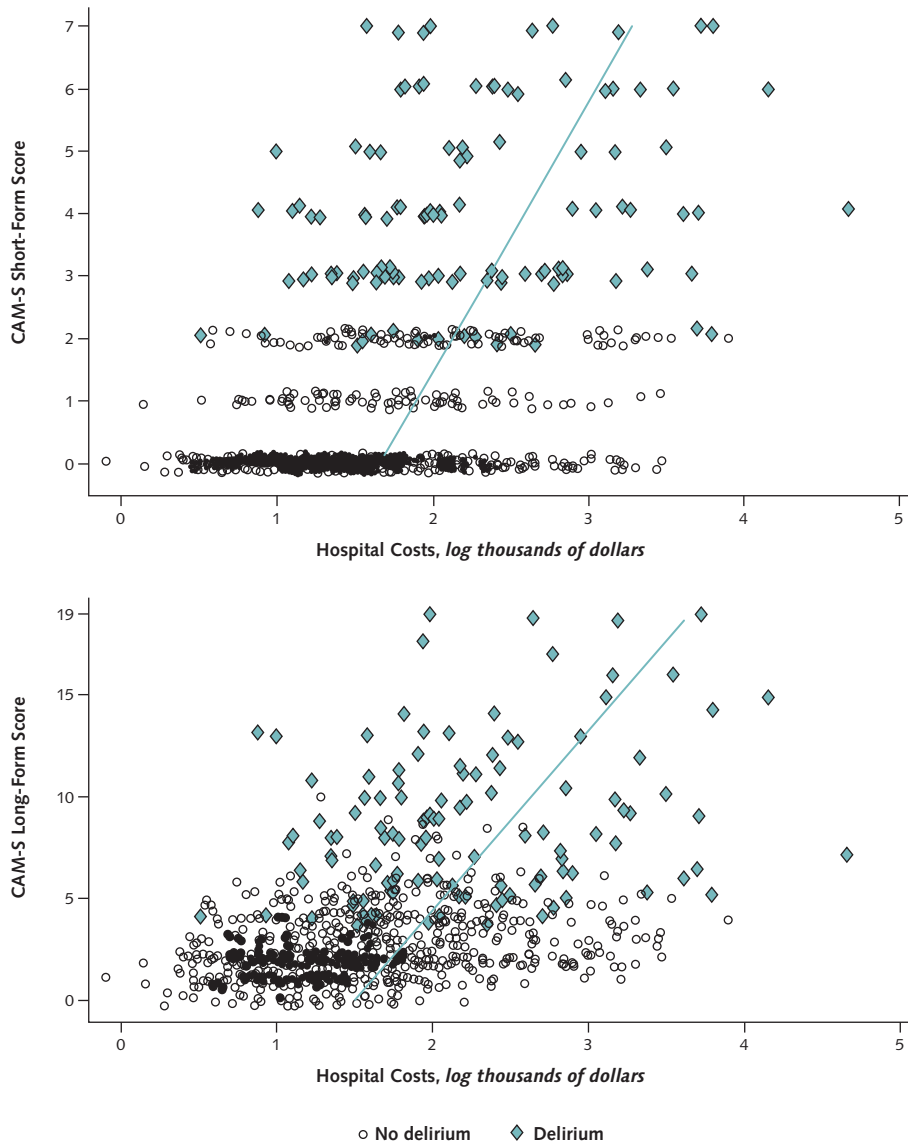 7
6
5
4
3
2
1
0
CAM-S Short-Form Score
0 1 2 3 4 5
Hospital Costs, log thousands of dollars
19
15
10
5
0
CAM-S Long-Form Score
0 1 2 3 4 5
Hospital Costs, log thousands of dollars
No delirium Delirium